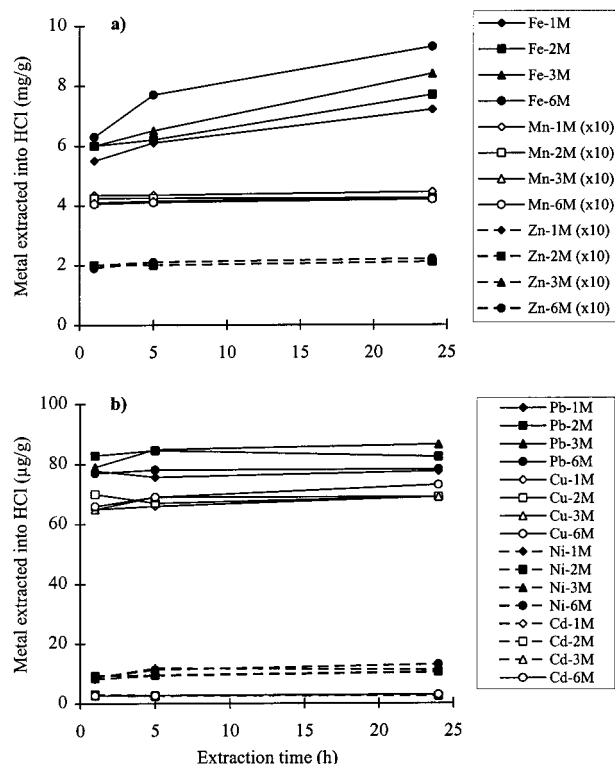 a)
Metal extracted into HCl (mg/g)
10
8
6
4
2
0
0 5 10 15 20 25
Fe-1M
Fe-2M
Fe-3M
Fe-6M
Mn-1M (x10)
Mn-2M (x10)
Mn-3M (x10)
Mn-6M (x10)
Zn-1M (x10)
Zn-2M (x10)
Zn-3M (x10)
Zn-6M (x10)
b)
Metal extracted into HCl (µg/g)
100
80
60
40
20
0
0 5 10 15 20 25
Extraction time (h)
Pb-1M
Pb-2M
Pb-3M
Pb-6M
Cu-1M
Cu-2M
Cu-3M
Cu-6M
Ni-1M
Ni-2M
Ni-3M
Ni-6M
Cd-1M
Cd-2M
Cd-3M
Cd-6M